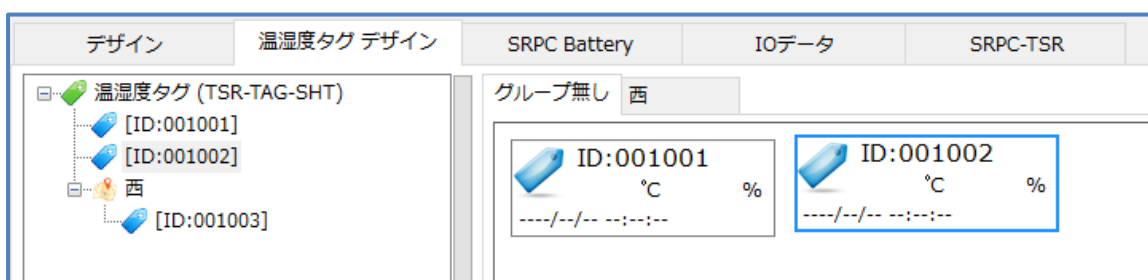 デザイン 温湿度タグ デザイン SRPC Battery IOデータ SRPC-TSR
温湿度タグ (TSR-TAG-SHT)
[ID:001001]
[ID:001002]
西
[ID:001003]
グループ無し 西
ID:001001
℃ %
----/--/-- --:--:--
ID:001002
℃ %
----/--/-- --:--:--